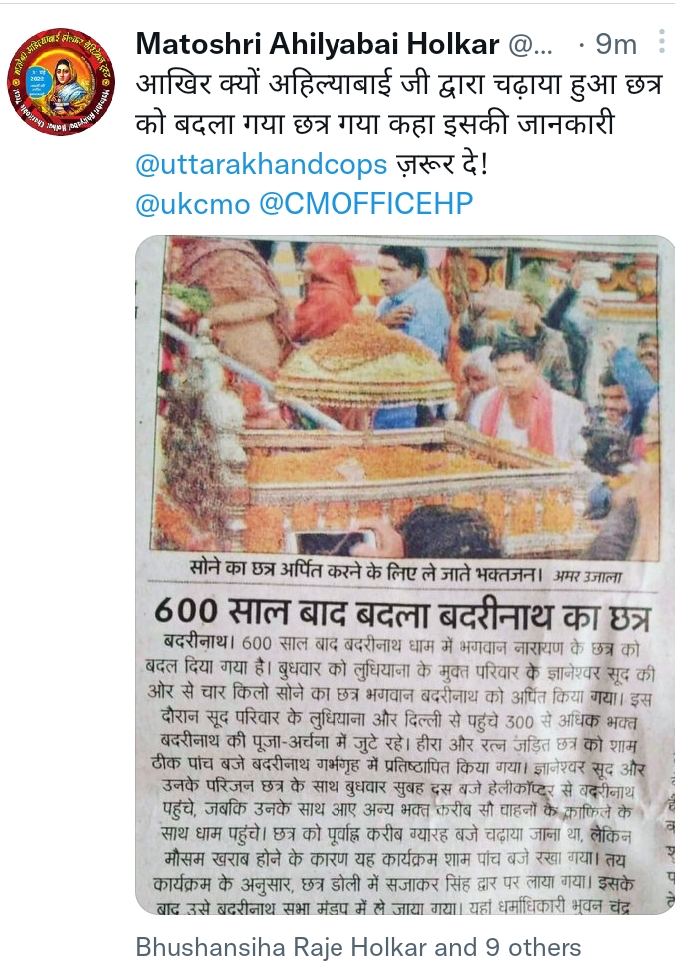 Matoshri Ahilyabai Holkar @... · 9m
आखिर क्यों अहिल्याबाई जी द्वारा चढ़ाया हुआ छत्र
को बदला गया छत्र गया कहा इसकी जानकारी
@uttarakhandcops ज़रूर दे!
@ukcmo @CMOFFICEHP
सोने का छत्र अर्पित करने के लिए ले जाते भक्तजन। अमर उजाला
600 साल बाद बदला बदरीनाथ का छत्र
बदरीनाथ। 600 साल बाद बदरीनाथ धाम में भगवान नारायण के छत्र को
बदल दिया गया है। बुधवार को लुधियाना के मुक्त परिवार के ज्ञानेश्वर सूद की
ओर से चार किलो सोने का छत्र भगवान बदरीनाथ को अर्पित किया गया। इस
दौरान सूद परिवार के लुधियाना और दिल्ली से पहुंचे 300 से अधिक भक्त
बदरीनाथ की पूजा-अर्चना में जुटे रहे। हीरा और रत्न जड़ित छत्र को शाम
ठीक पांच बजे बदरीनाथ गर्भगृह में प्रतिष्ठापित किया गया। ज्ञानेश्वर सूद और
उनके परिजन छत्र के साथ बुधवार सुबह दस बजे हेलीकॉप्टर से बदरीनाथ
पहुंचे, जबकि उनके साथ आए अन्य भक्त करीब सौ वाहनों के काफिले के
साथ धाम पहुंचे। छत्र को पूर्वाह्न करीब ग्यारह बजे चढ़ाया जाना था, लेकिन
मौसम खराब होने के कारण यह कार्यक्रम शाम पांच बजे रखा गया। तय
कार्यक्रम के अनुसार, छत्र डोली में सजाकर सिंह द्वार पर लाया गया। इसके
बाद उसे बदरीनाथ सभा मंडप में ले जाया गया। यहां धर्माधिकारी भुवन चंद्र
Bhushansiha Raje Holkar and 9 others